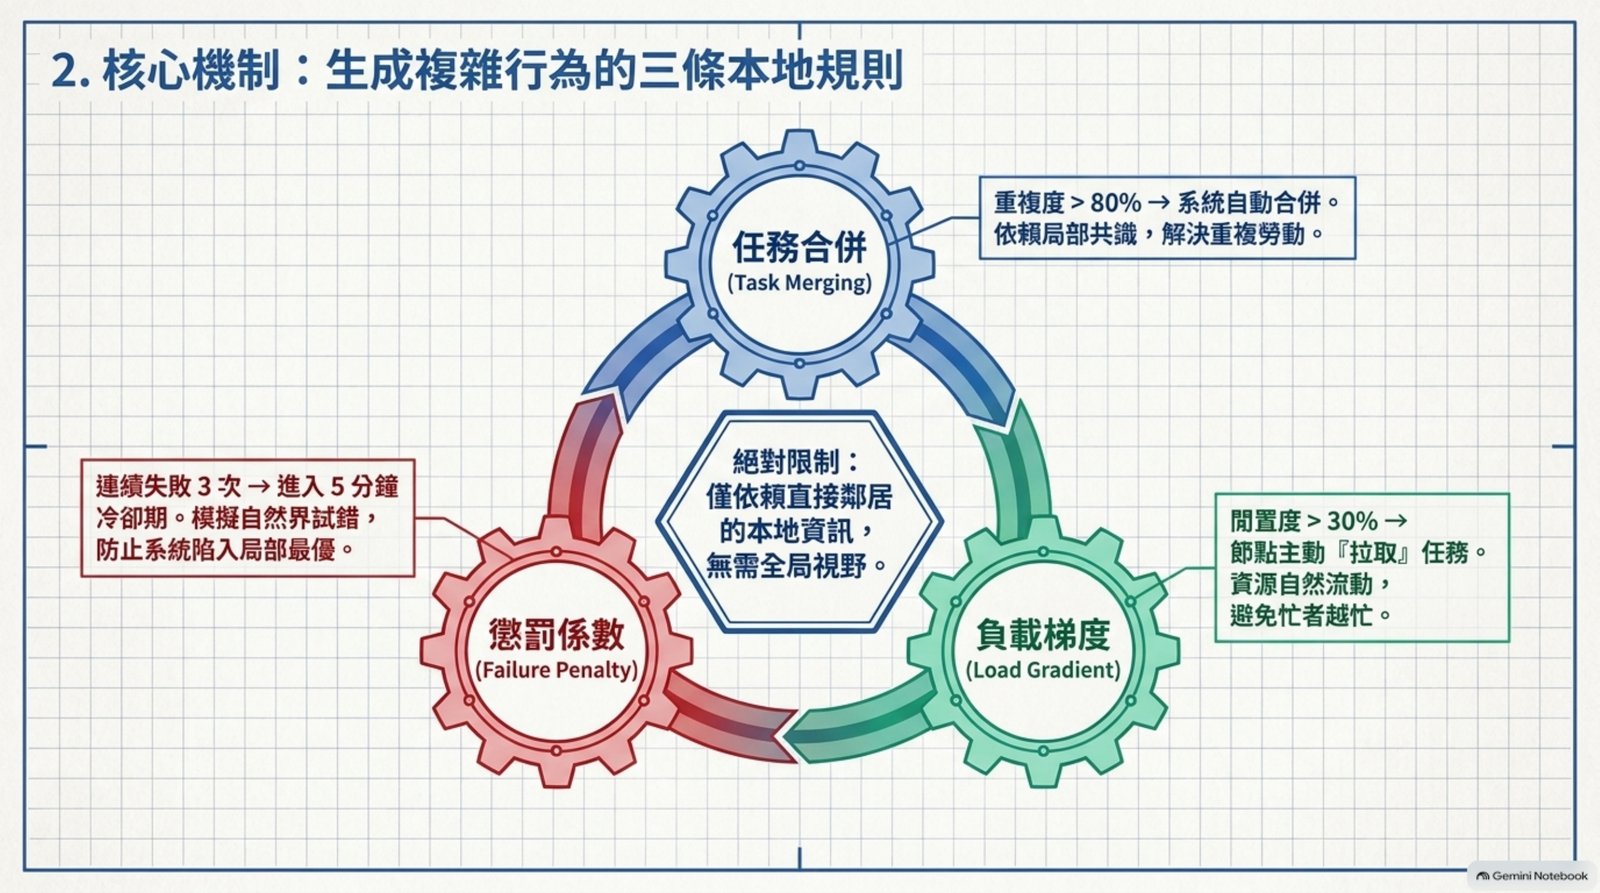 2. 核心機制：生成複雜行為的三條本地規則
任務合併
(Task Merging)
重複度 > 80% → 系統自動合併。
依賴局部共識，解決重複勞動。
絕對限制：
僅依賴直接鄰居
的本地資訊，
無需全局視野。
連續失敗 3 次 → 進入 5 分鐘
冷卻期。模擬自然界試錯，
防止系統陷入局部最優。
懲罰係數
(Failure Penalty)
閒置度 > 30% →
節點主動『拉取』任務。
資源自然流動，
避免忙者越忙。
負載梯度
(Load Gradient)
Gemini Notebook